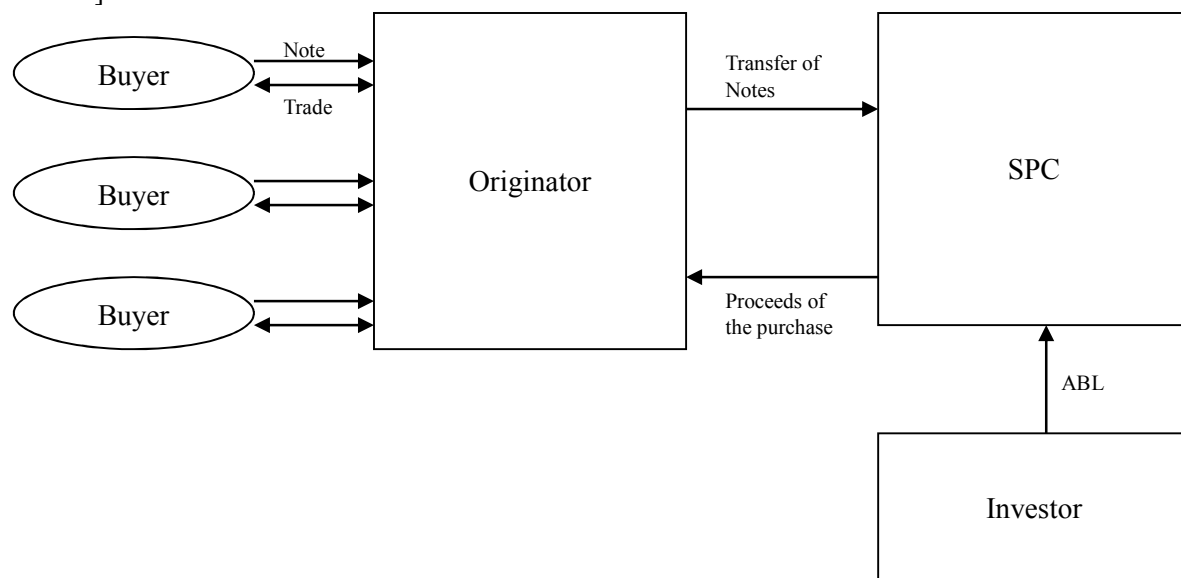 ]
Buyer
Note
Trade
Buyer
Buyer
Originator
Transfer of
Notes
Proceeds of
the purchase
SPC
ABL
Investor